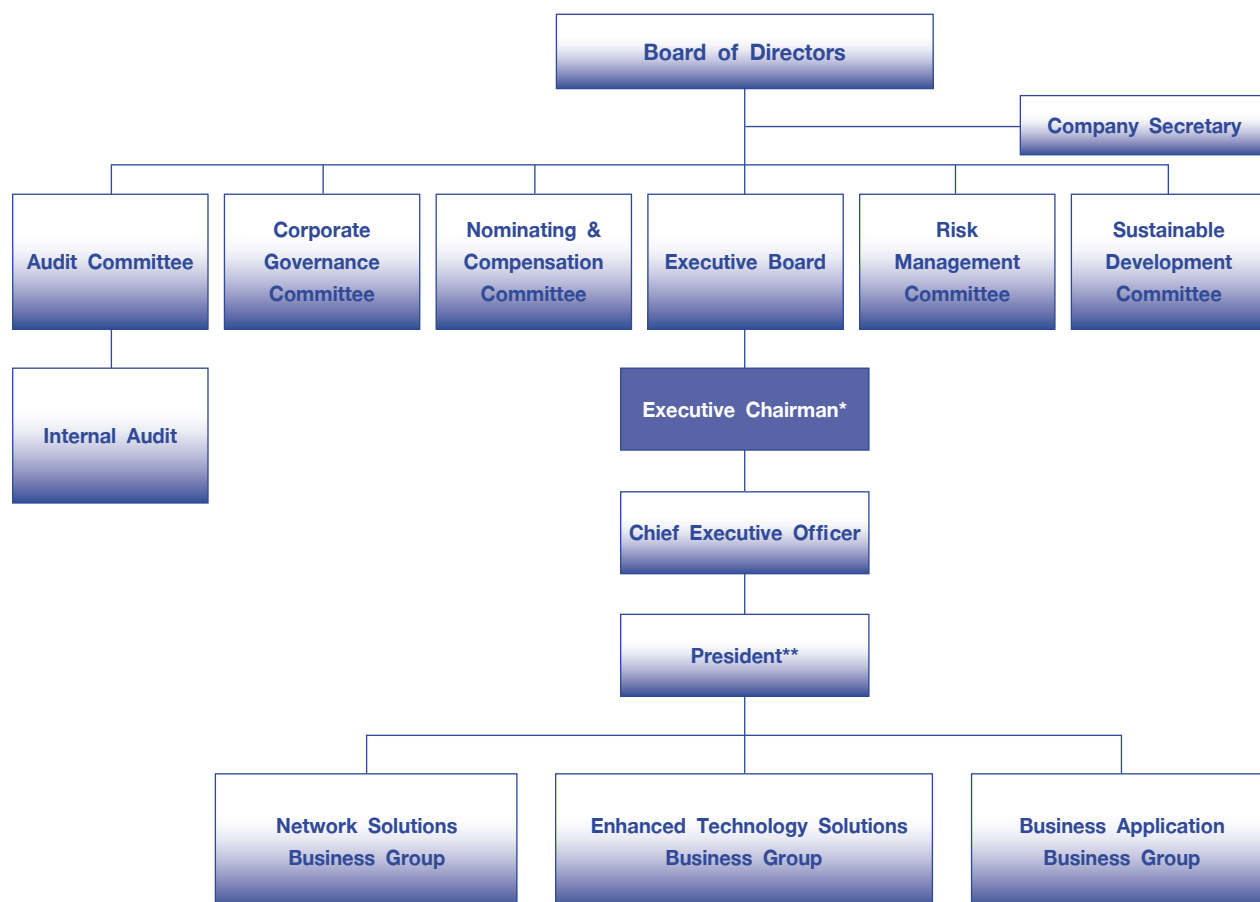 Board of Directors
Company Secretary
Audit Committee
Corporate
Governance
Committee
Nominating &
Compensation
Committee
Executive Board
Risk
Management
Committee
Sustainable
Development
Committee
Internal Audit
Executive Chairman*
Chief Executive Officer
President**
Network Solutions
Business Group
Enhanced Technology Solutions
Business Group
Business Application
Business Group